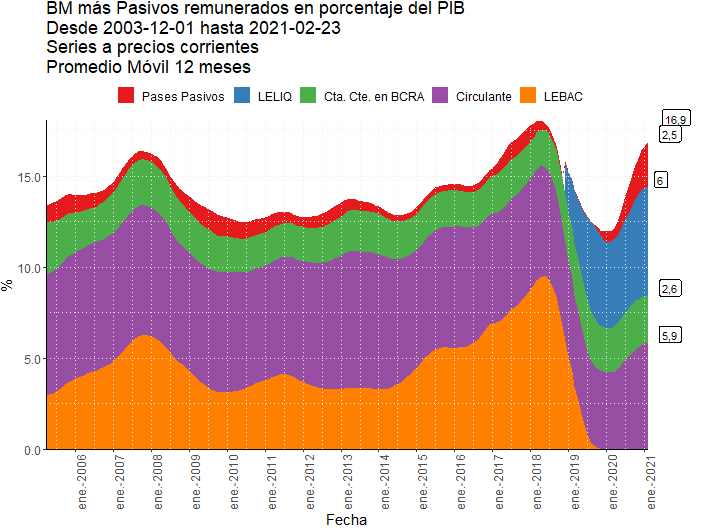 BM más Pasivos remunerados en porcentaje del PIB
Desde 2003-12-01 hasta 2021-02-23
Series a precios corrientes
Promedio Móvil 12 meses
Pases Pasivos LELIQ Cta. Cte. en BCRA Circulante LEBAC
16,9
2,5
6
2,6
5,9
%
15.0
10.0
5.0
0.0
ene.-2006 ene.-2007 ene.-2008 ene.-2009 ene.-2010 ene.-2011 ene.-2012 ene.-2013 ene.-2014 ene.-2015 ene.-2016 ene.-2017 ene.-2018 ene.-2019 ene.-2020 ene.-2021
Fecha